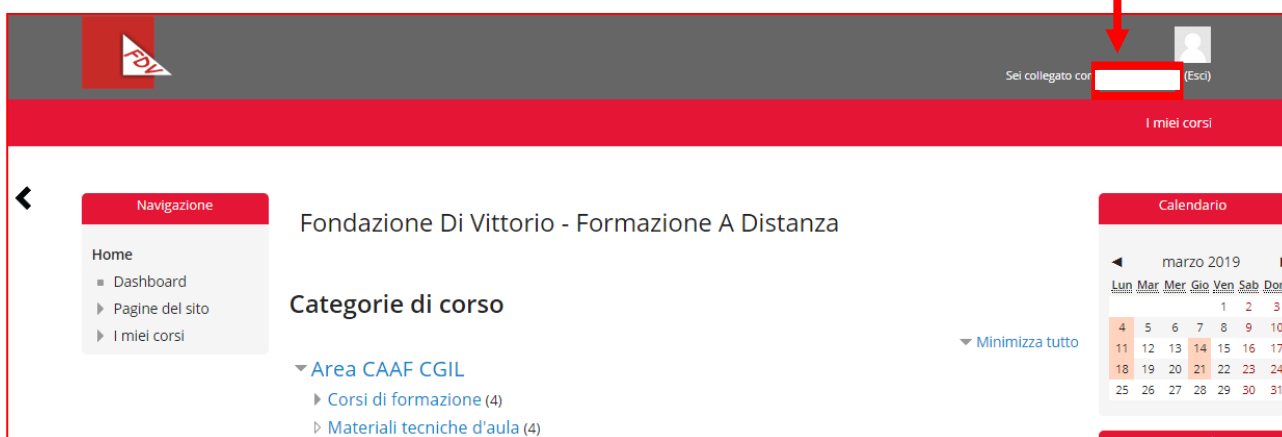 FDV
Sei collegato con
(Esci)
I miei corsi
Navigazione
Home
Dashboard
Pagine del sito
I miei corsi
Fondazione Di Vittorio - Formazione A Distanza
Categorie di corso
Minimizza tutto
Area CAAF CGIL
Corsi di formazione (4)
Materiali tecniche d'aula (4)
Calendario
marzo 2019
Lun Mar Mer Gio Ven Sab Dom
1 2 3
4 5 6 7 8 9 10
11 12 13 14 15 16 17
18 19 20 21 22 23 24
25 26 27 28 29 30 31